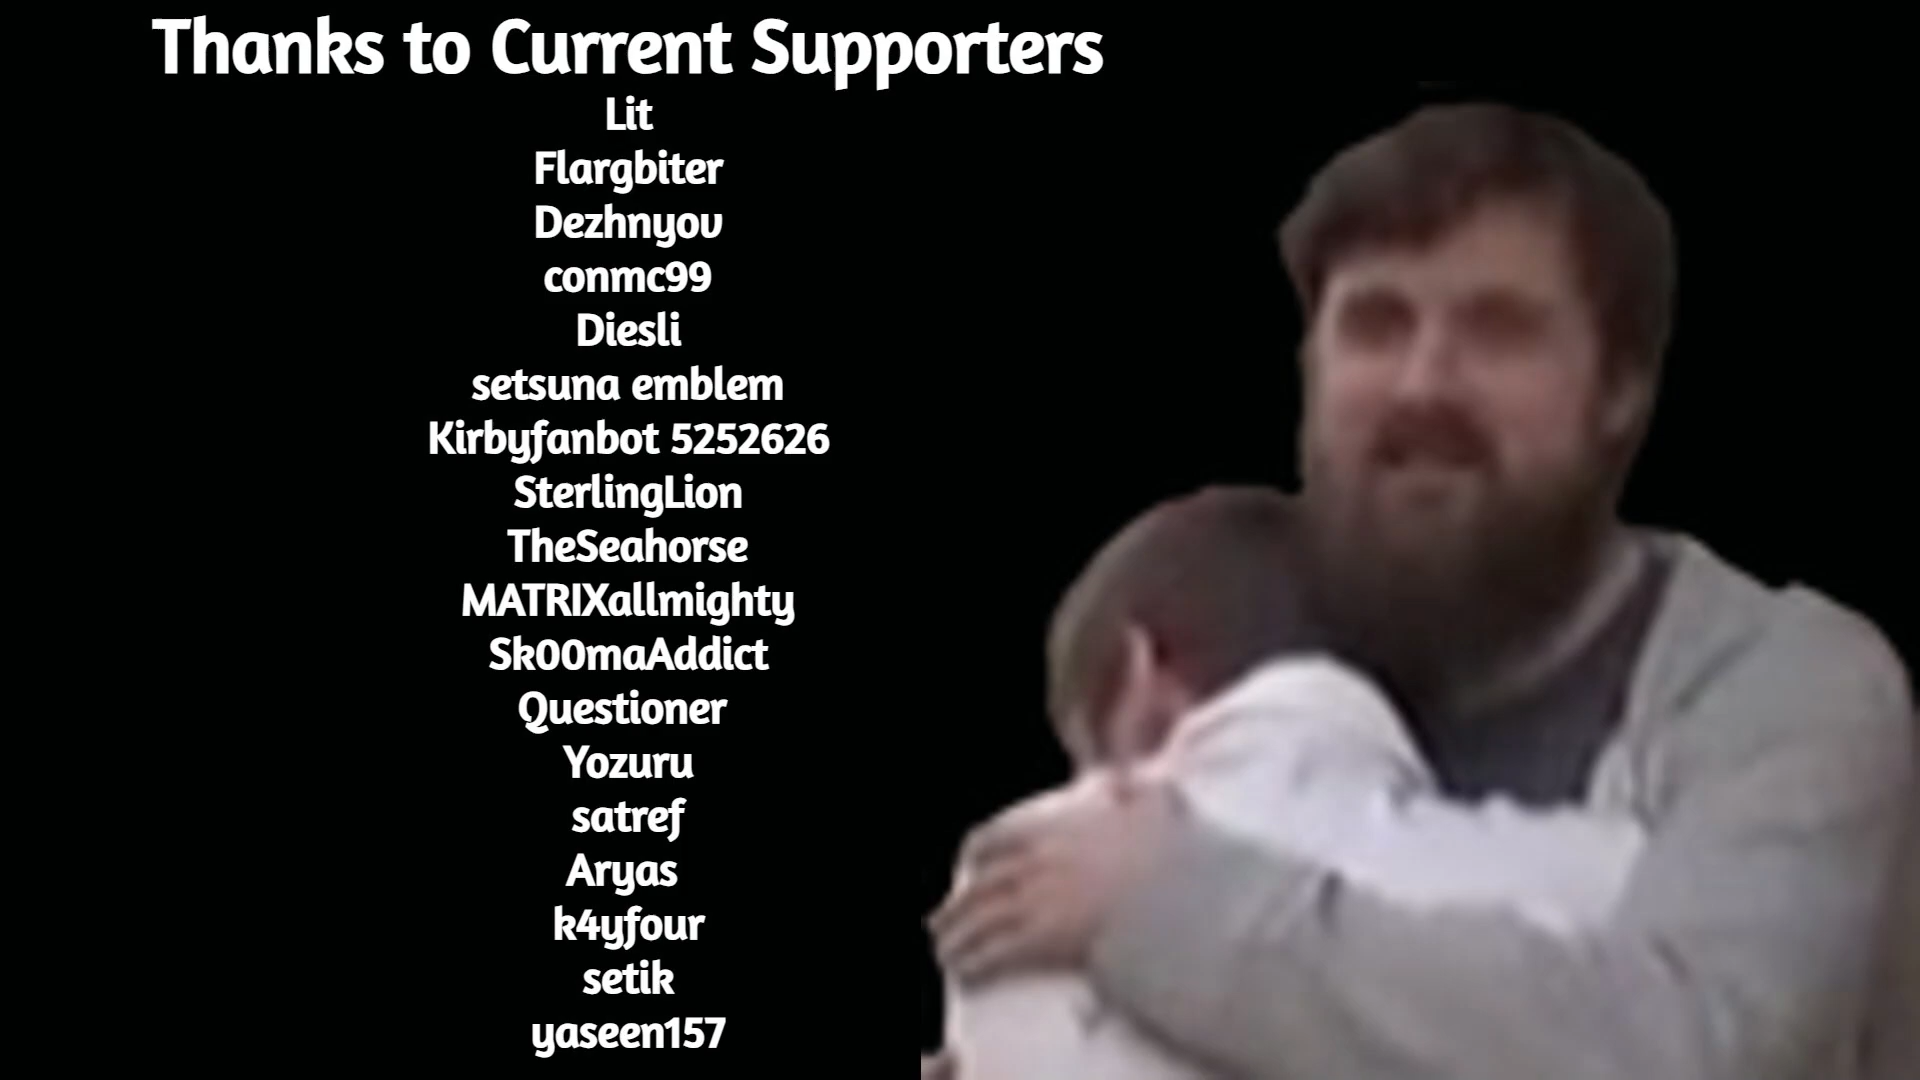 Thanks to Current Supporters
Lit
Flargbiter
Dezhnyov
conmc99
Diesli
setsuna emblem
Kirbyfanbot 5252626
SterlingLion
TheSeahorse
MATRIXallmighty
Sk00maAddict
Questioner
Yozuru
satref
Aryas
k4yfour
setik
yaseen157